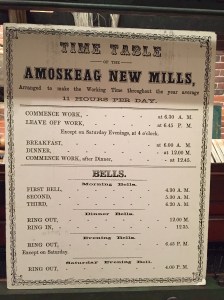 TIME TABLE
OF THE
AMOSKEAG NEW MILLS,
Arranged to make the Working Time throughout the year average
11 HOURS PER DAY.
COMMENCE WORK, - - - at 6.30 A. M.
LEAVE OFF WORK, - - - at 6.45 P. M.
Except on Saturday Evenings, at 4 o'clock.
BREAKFAST, - - - at 6.00 A. M.
DINNER, - - - at 12.00 M.
COMMENCE WORK, after Dinner, - - at 12.45.
BELLS.
Morning Bells.
FIRST BELL, - - - 4.30 A. M.
SECOND, - - - 5.30 A. M.
THIRD, - - - 6.20 A. M.
Dinner Bells.
RING OUT, - - - 12.00 M.
RING IN, - - - 12.35.
Evening Bells.
RING OUT, - - - 6.45 P. M.
Except on Saturday
Saturday Evening Bell.
RING OUT, - - - 4.00 P. M.